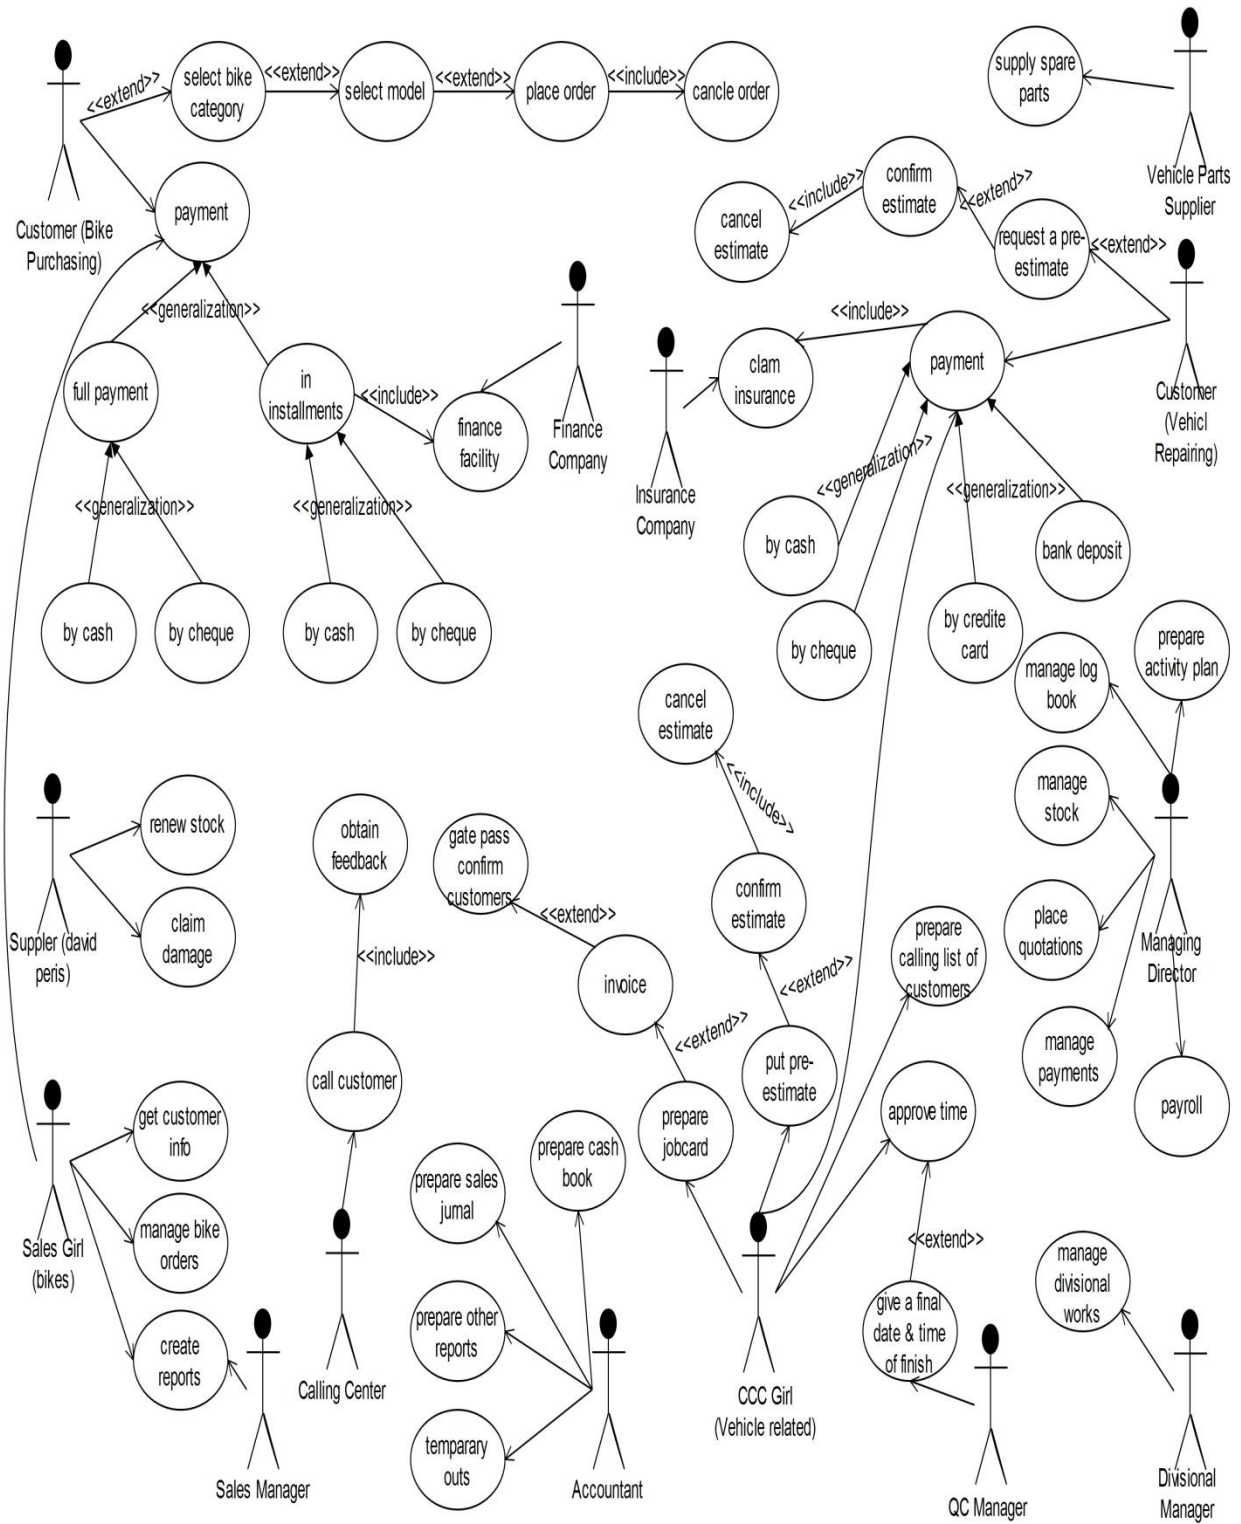 <<extend>>
select bike
category
<<extend>>
select model
<<extend>>
place order
<<include>>
cancle order
supply spare
parts
Vehicle Parts
Supplier
Customer (Bike
Purchasing)
payment
cancel
estimate
<<include>>
confirm
estimate
<<extend>>
request a pre-
estimate
<<extend>>
Customer
(Vehicl
Repairing)
<<generalization>>
full payment
in
installments
<<include>>
finance
facility
Finance
Company
<<include>>
clam
insurance
payment
Insurance
Company
<<generalization>>
<<generalization>>
<<generalization>>
<<generalization>>
by cash
by cheque
by cash
by cheque
by cash
by cheque
by credite
card
bank deposit
cancel
estimate
<<include>>
confirm
estimate
<<extend>>
put pre-
estimate
manage log
book
prepare
activity plan
manage
stock
place
quotations
manage
payments
payroll
Managing
Director
renew stock
claim
damage
Suppler (david
peris)
obtain
feedback
<<include>>
call customer
Calling Center
gate pass
confirm
customers
<<extend>>
invoice
<<extend>>
prepare
jobcard
prepare
calling list of
customers
approve time
<<extend>>
give a final
date & time
of finish
get customer
info
manage bike
orders
create
reports
Sales Girl
(bikes)
Sales Manager
prepare sales
jurnal
prepare cash
book
prepare other
reports
temparary
outs
Accountant
CCC Girl
(Vehicle related)
QC Manager
manage
divisional
works
Divisional
Manager